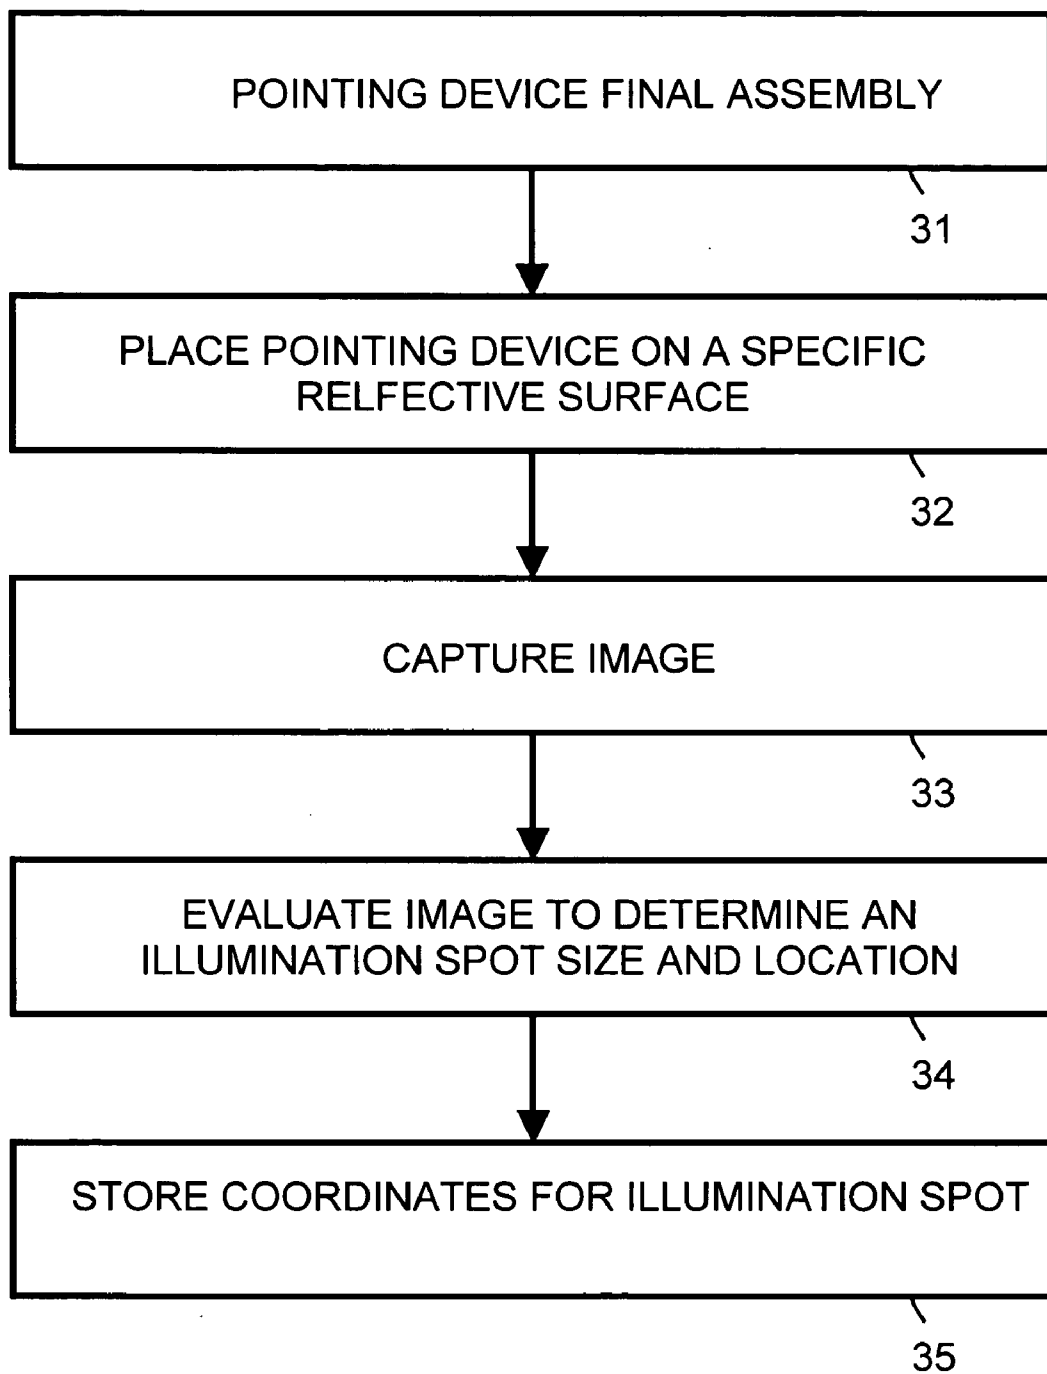 POINTING DEVICE FINAL ASSEMBLY
31
PLACE POINTING DEVICE ON A SPECIFIC
RELFECTIVE SURFACE
32
CAPTURE IMAGE
33
EVALUATE IMAGE TO DETERMINE AN
ILLUMINATION SPOT SIZE AND LOCATION
34
STORE COORDINATES FOR ILLUMINATION SPOT
35